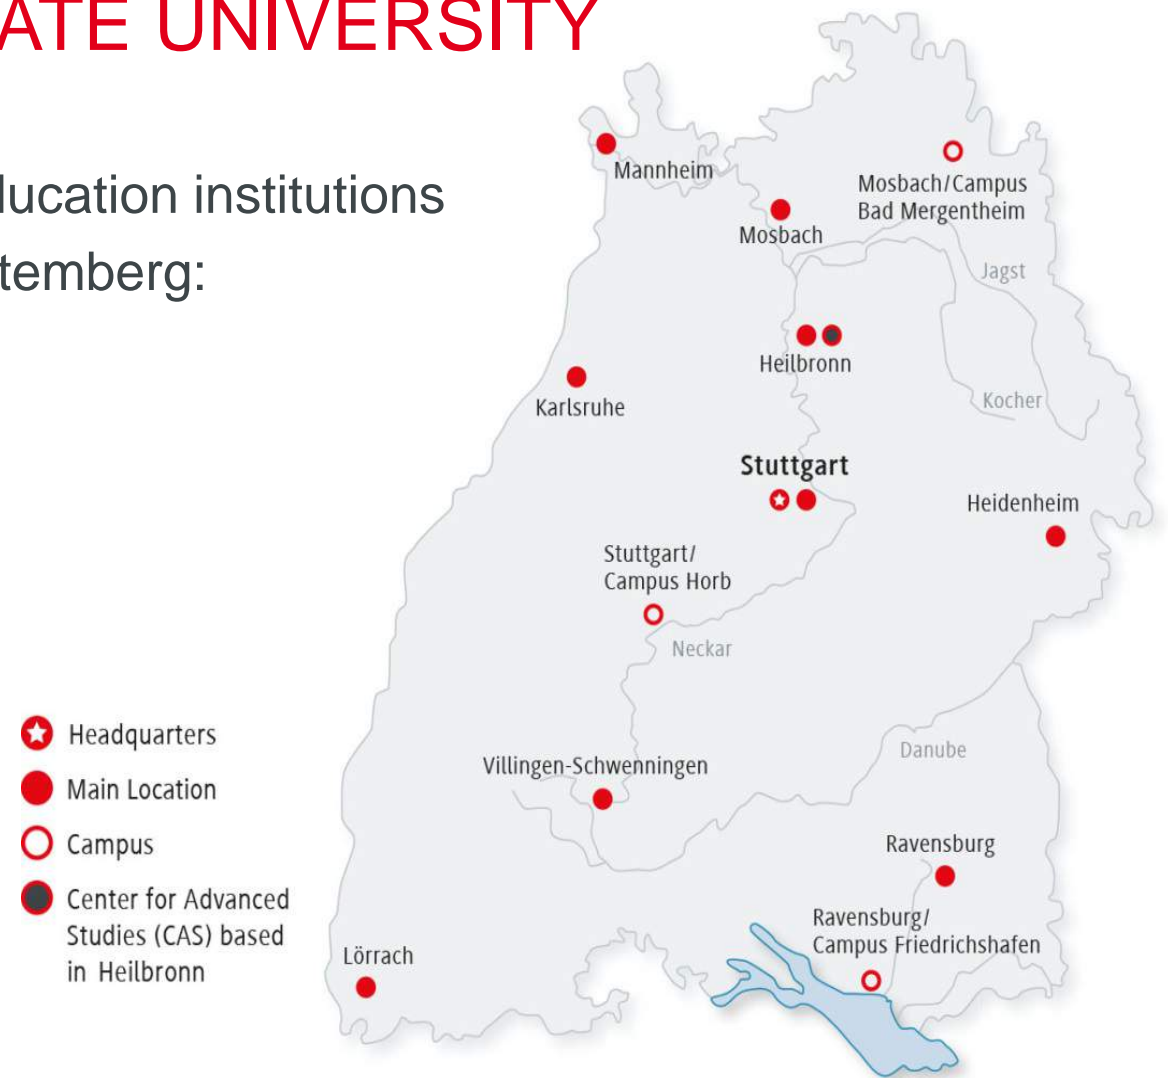 ATE UNIVERSITY
lucation institutions
temberg:
Mannheim
Mosbach/Campus
Bad Mergentheim
Mosbach
Jagst
Heilbronn
Karlsruhe
Kocher
Stuttgart
Heidenheim
Stuttgart/
Campus Horb
Neckar
Headquarters
Main Location
Campus
Center for Advanced
Studies (CAS) based
in Heilbronn
Villingen-Schwenningen
Danube
Ravensburg
Ravensburg/
Campus Friedrichshafen
Lörrach